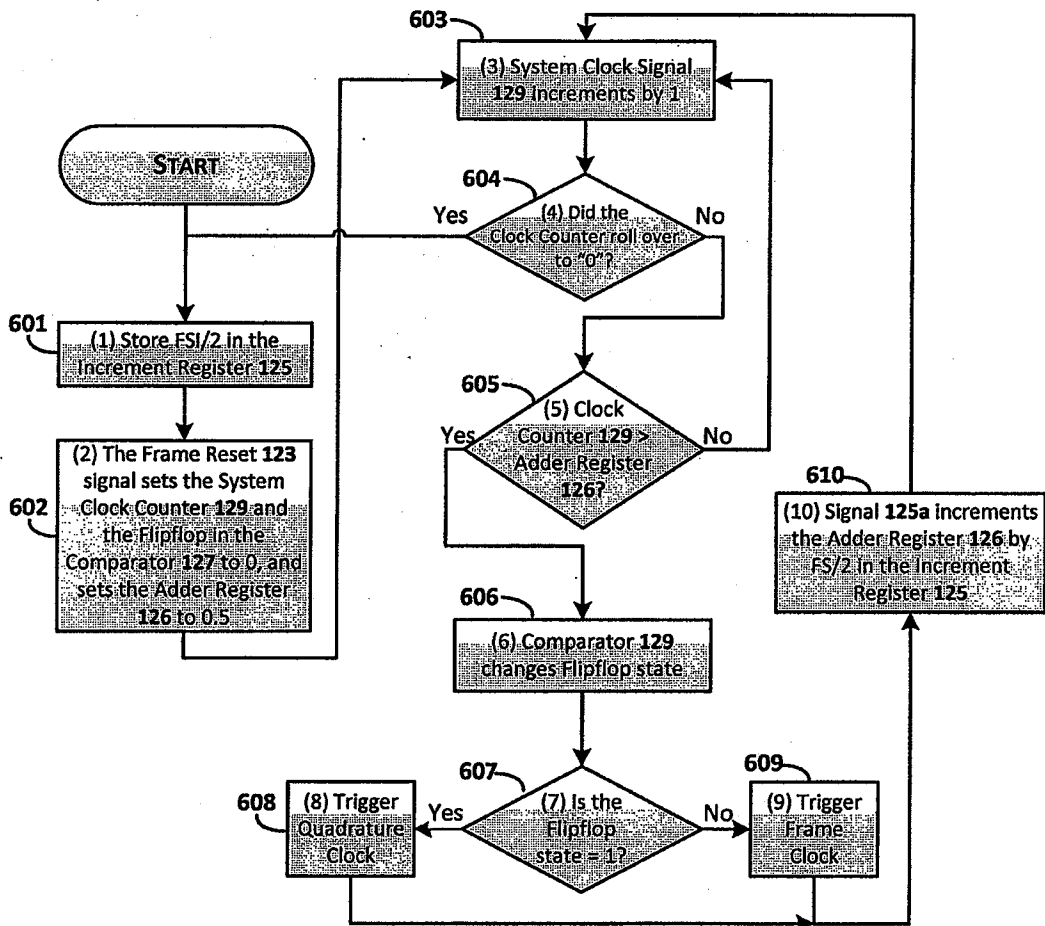 603
(3) System Clock Signal
129 Increments by 1
START
604
Yes
(4) Did the
Clock Counter roll over
to "0"?
No
601
(1) Store FSI/2 in the
Increment Register 125
605
Yes
(5) Clock
Counter 129 >
Adder Register
126?
No
602
(2) The Frame Reset 123
signal sets the System
Clock Counter 129 and
the Flipflop in the
Comparator 127 to 0, and
sets the Adder Register
126 to 0.5
610
(10) Signal 125a increments
the Adder Register 126 by
FS/2 in the Increment
Register 125
606
(6) Comparator 129
changes Flipflop state
607
Yes
(7) Is the
Flipflop
state = 1?
No
608
(8) Trigger
Quadrature
Clock
609
(9) Trigger
Frame
Clock